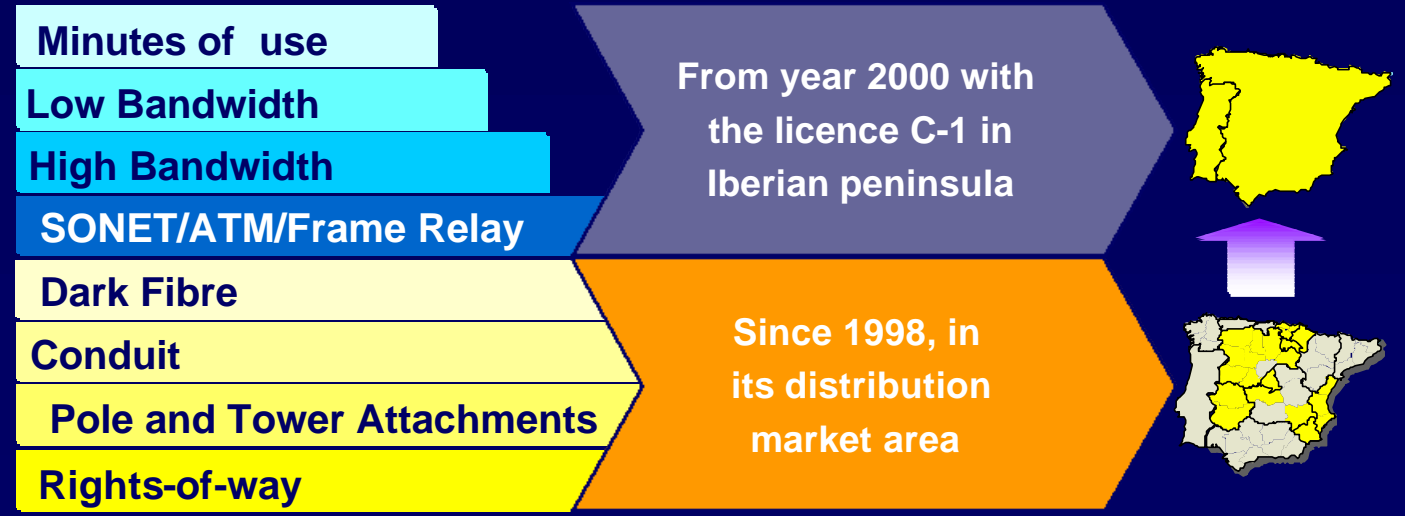 Minutes of use
Low Bandwidth
High Bandwidth
SONET/ATM/Frame Relay
Dark Fibre
Conduit
Pole and Tower Attachments
Rights-of-way
From year 2000 with
the licence C-1 in
Iberian peninsula
Since 1998, in
its distribution
market area